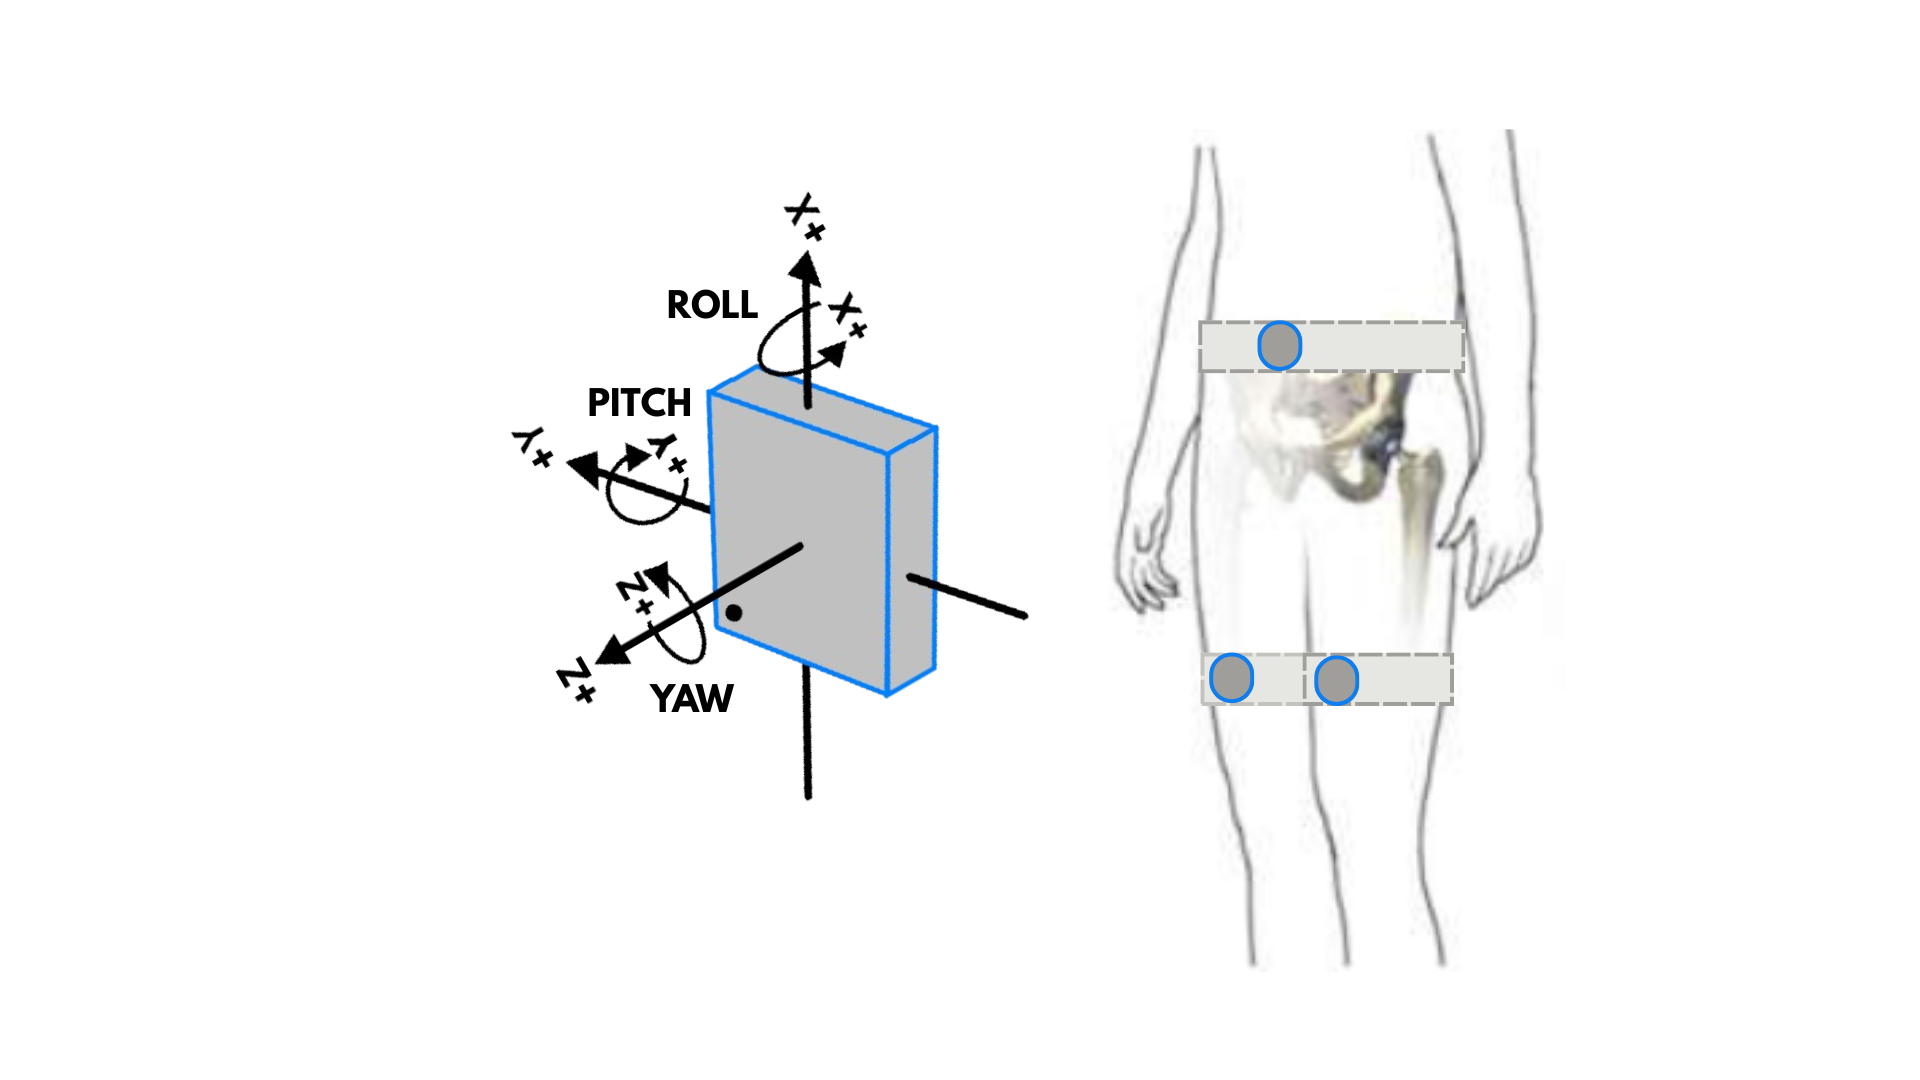 X+
ROLL
X+
PITCH
Y+
Y+
Z+
Z+
YAW